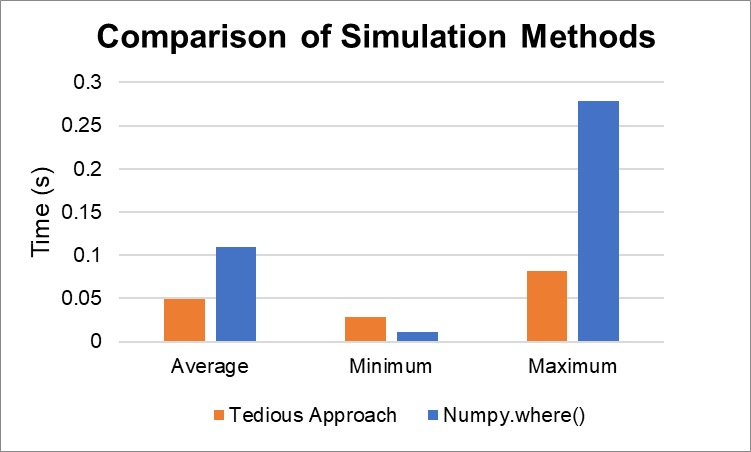 Comparison of Simulation Methods
Time (s)
0.3
0.25
0.2
0.15
0.1
0.05
0
Average Minimum Maximum
Tedious Approach Numpy.where()